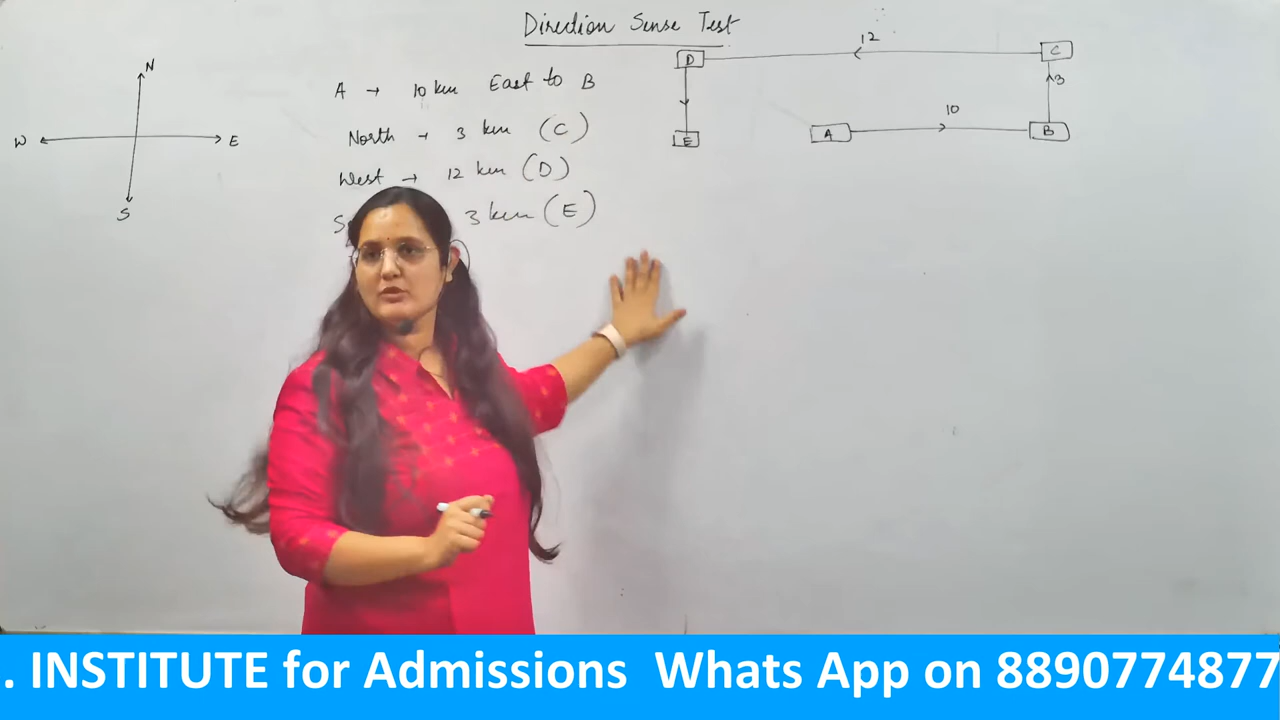 Direction Sense Test
N
W E
S
A → 10 km East to B
North → 3 km (C)
West → 12 km (D)
3 km (E)
D 12 C
3
E A 10 B
. INSTITUTE for Admissions Whats App on 8890774877